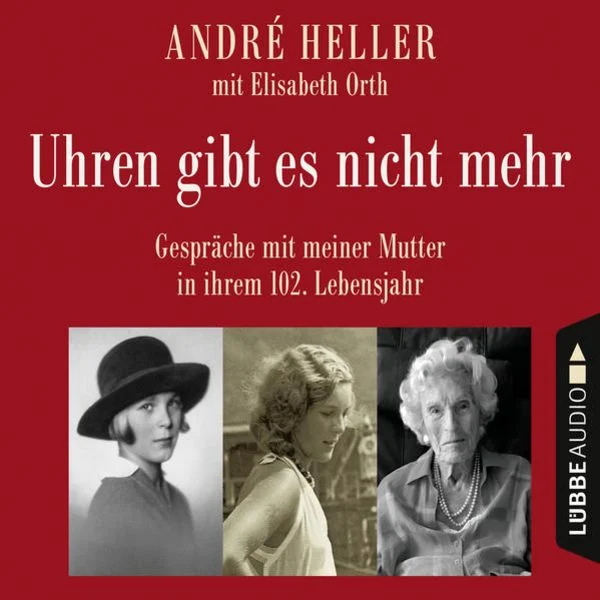 ANDRÉ HELLER
mit Elisabeth Orth
Uhren gibt es nicht mehr
Gespräche mit meiner Mutter
in ihrem 102. Lebensjahr
LÜBBE AUDIO